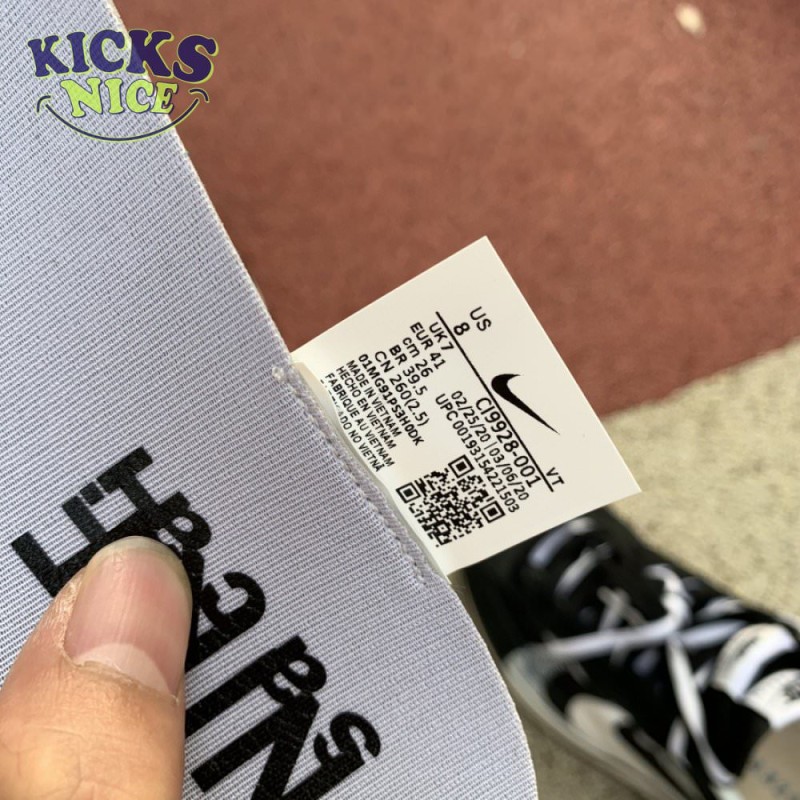 KICKS
NICE
US
8
UK 7
EUR 41
cm 26
BR 39.5
CN 260(2.5)
01MG91PS3H0DK
MADE IN VIETNAM
HECHO EN VIETNAM
FABRIQUE AU VIETNAM
NO VIETNÃ
CI9928-001 VT
02/25/20 | 03/06/20
UPC 00193154221503